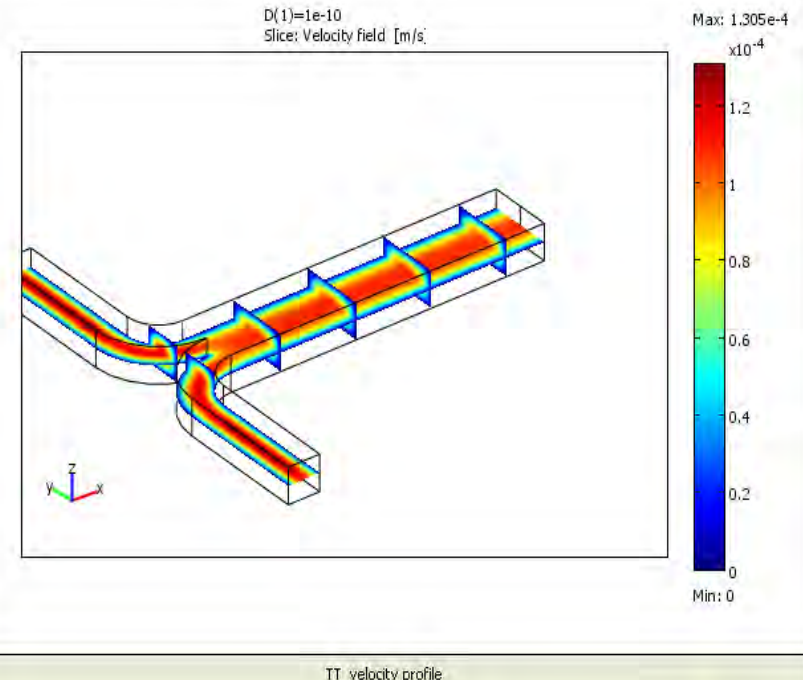 D(1)=1e-10
Slice: Velocity field [m/s]
Max: 1.305e-4
x10-4
1.2
1
0.8
0.6
0.4
0.2
0
Min: 0
z
y
x
TT velocity profile